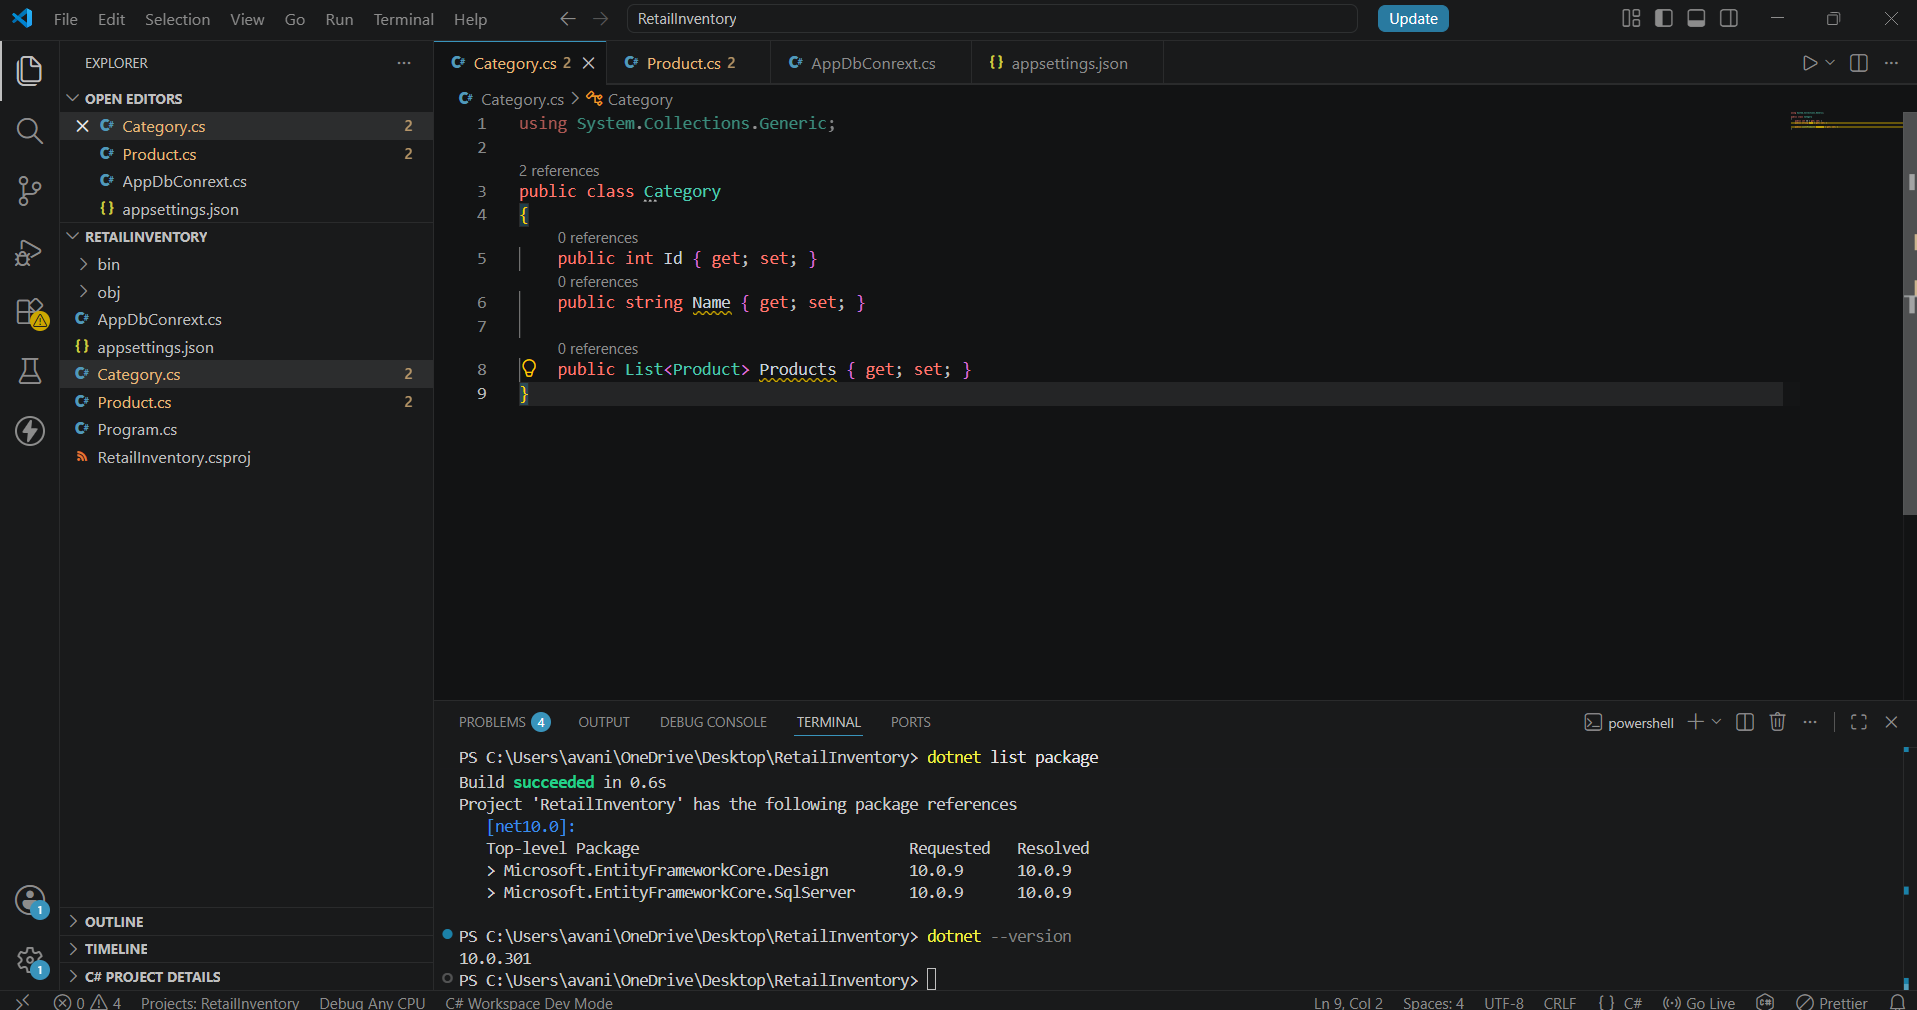 File Edit Selection View Go Run Terminal Help
RetailInventory
Update
EXPLORER
OPEN EDITORS
Category.cs 2
Product.cs 2
AppDbConrext.cs
appsettings.json
RETAILINVENTORY
bin
obj
AppDbConrext.cs
appsettings.json
Category.cs 2
Product.cs 2
Program.cs
RetailInventory.csproj
OUTLINE
TIMELINE
C# PROJECT DETAILS
1
1
Category.cs 2 Product.cs 2 AppDbConrext.cs appsettings.json
Category.cs > Category
1 using System.Collections.Generic;
2
2 references
3 public class Category
4 {
0 references
5 public int Id { get; set; }
0 references
6 public string Name { get; set; }
7
0 references
8 public List<Product> Products { get; set; }
9 }
PROBLEMS 4 OUTPUT DEBUG CONSOLE TERMINAL PORTS
powershell
PS C:\Users\avani\OneDrive\Desktop\RetailInventory> dotnet list package
Build succeeded in 0.6s
Project 'RetailInventory' has the following package references
[net10.0]:
Top-level Package Requested Resolved
> Microsoft.EntityFrameworkCore.Design 10.0.9 10.0.9
> Microsoft.EntityFrameworkCore.SqlServer 10.0.9 10.0.9
PS C:\Users\avani\OneDrive\Desktop\RetailInventory> dotnet --version
10.0.301
PS C:\Users\avani\OneDrive\Desktop\RetailInventory>
0 4 Projects: RetailInventory Debug Any CPU C# Workspace Dev Mode Ln 9, Col 2 Spaces: 4 UTF-8 CRLF {} C# Go Live Prettier